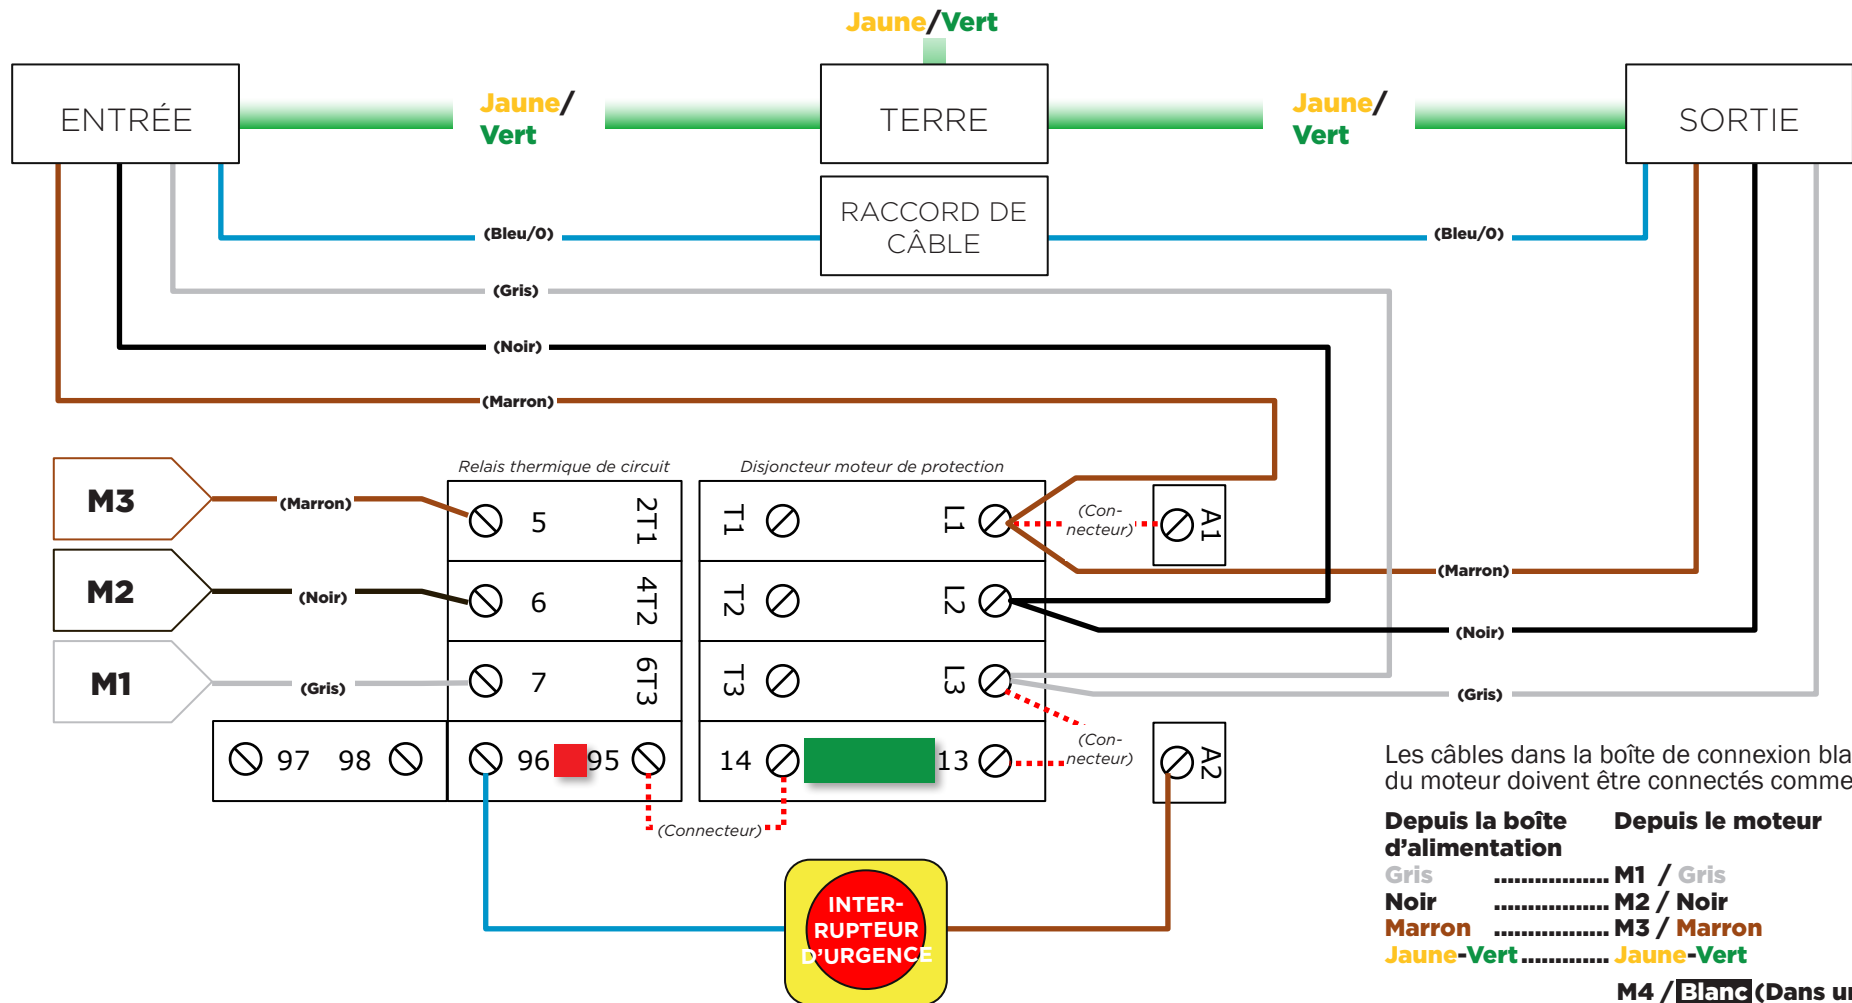 Jaune/Vert
ENTRÉE
Jaune/
Vert
TERRE
Jaune/
Vert
SORTIE
RACCORD DE
CÂBLE
(Bleu/0)
(Bleu/0)
(Gris)
(Noir)
(Marron)
Relais thermique de circuit
Disjoncteur moteur de protection
M3
(Marron)
5
2T1
T1
L1
(Con-
necteur)
A1
(Marron)
M2
(Noir)
6
4T2
T2
L2
(Noir)
M1
(Gris)
7
6T3
T3
L3
(Gris)
97 98
96 95
14 13
(Con-
necteur)
A2
(Connecteur)
INTER-
RUPTEUR
D'URGENCE
Les câbles dans la boîte de connexion bla
du moteur doivent être connectés comme
Depuis la boîte
d'alimentation
Depuis le moteur
Gris ................. M1 / Gris
Noir ................. M2 / Noir
Marron ................. M3 / Marron
Jaune-Vert ............. Jaune-Vert
M4 / Blanc (Dans un